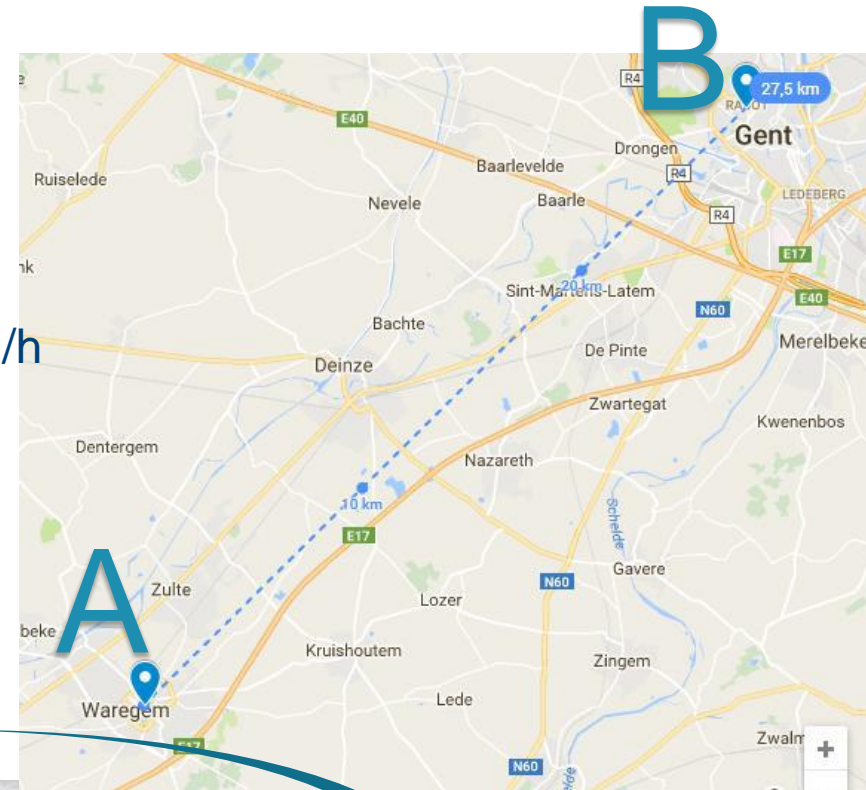 B
R4
27,5 km
E40
Gent
Drongen
Baarlevelde
R4
Ruiselede
LEDEBERG
Nevele
Baarle
R4
E17
20 km
Sint-Martens-Latem
E40
N60
Bachte
/h
De Pinte
Merelbeke
Deinze
Zwartegat
Kwenenbos
Dentergem
Nazareth
10 km
Schelde
E17
A
Gavere
N60
Zulte
Lozer
beke
Kruishoutem
Zingem
Lede
Waregem
Zwalm
E17
+
N60